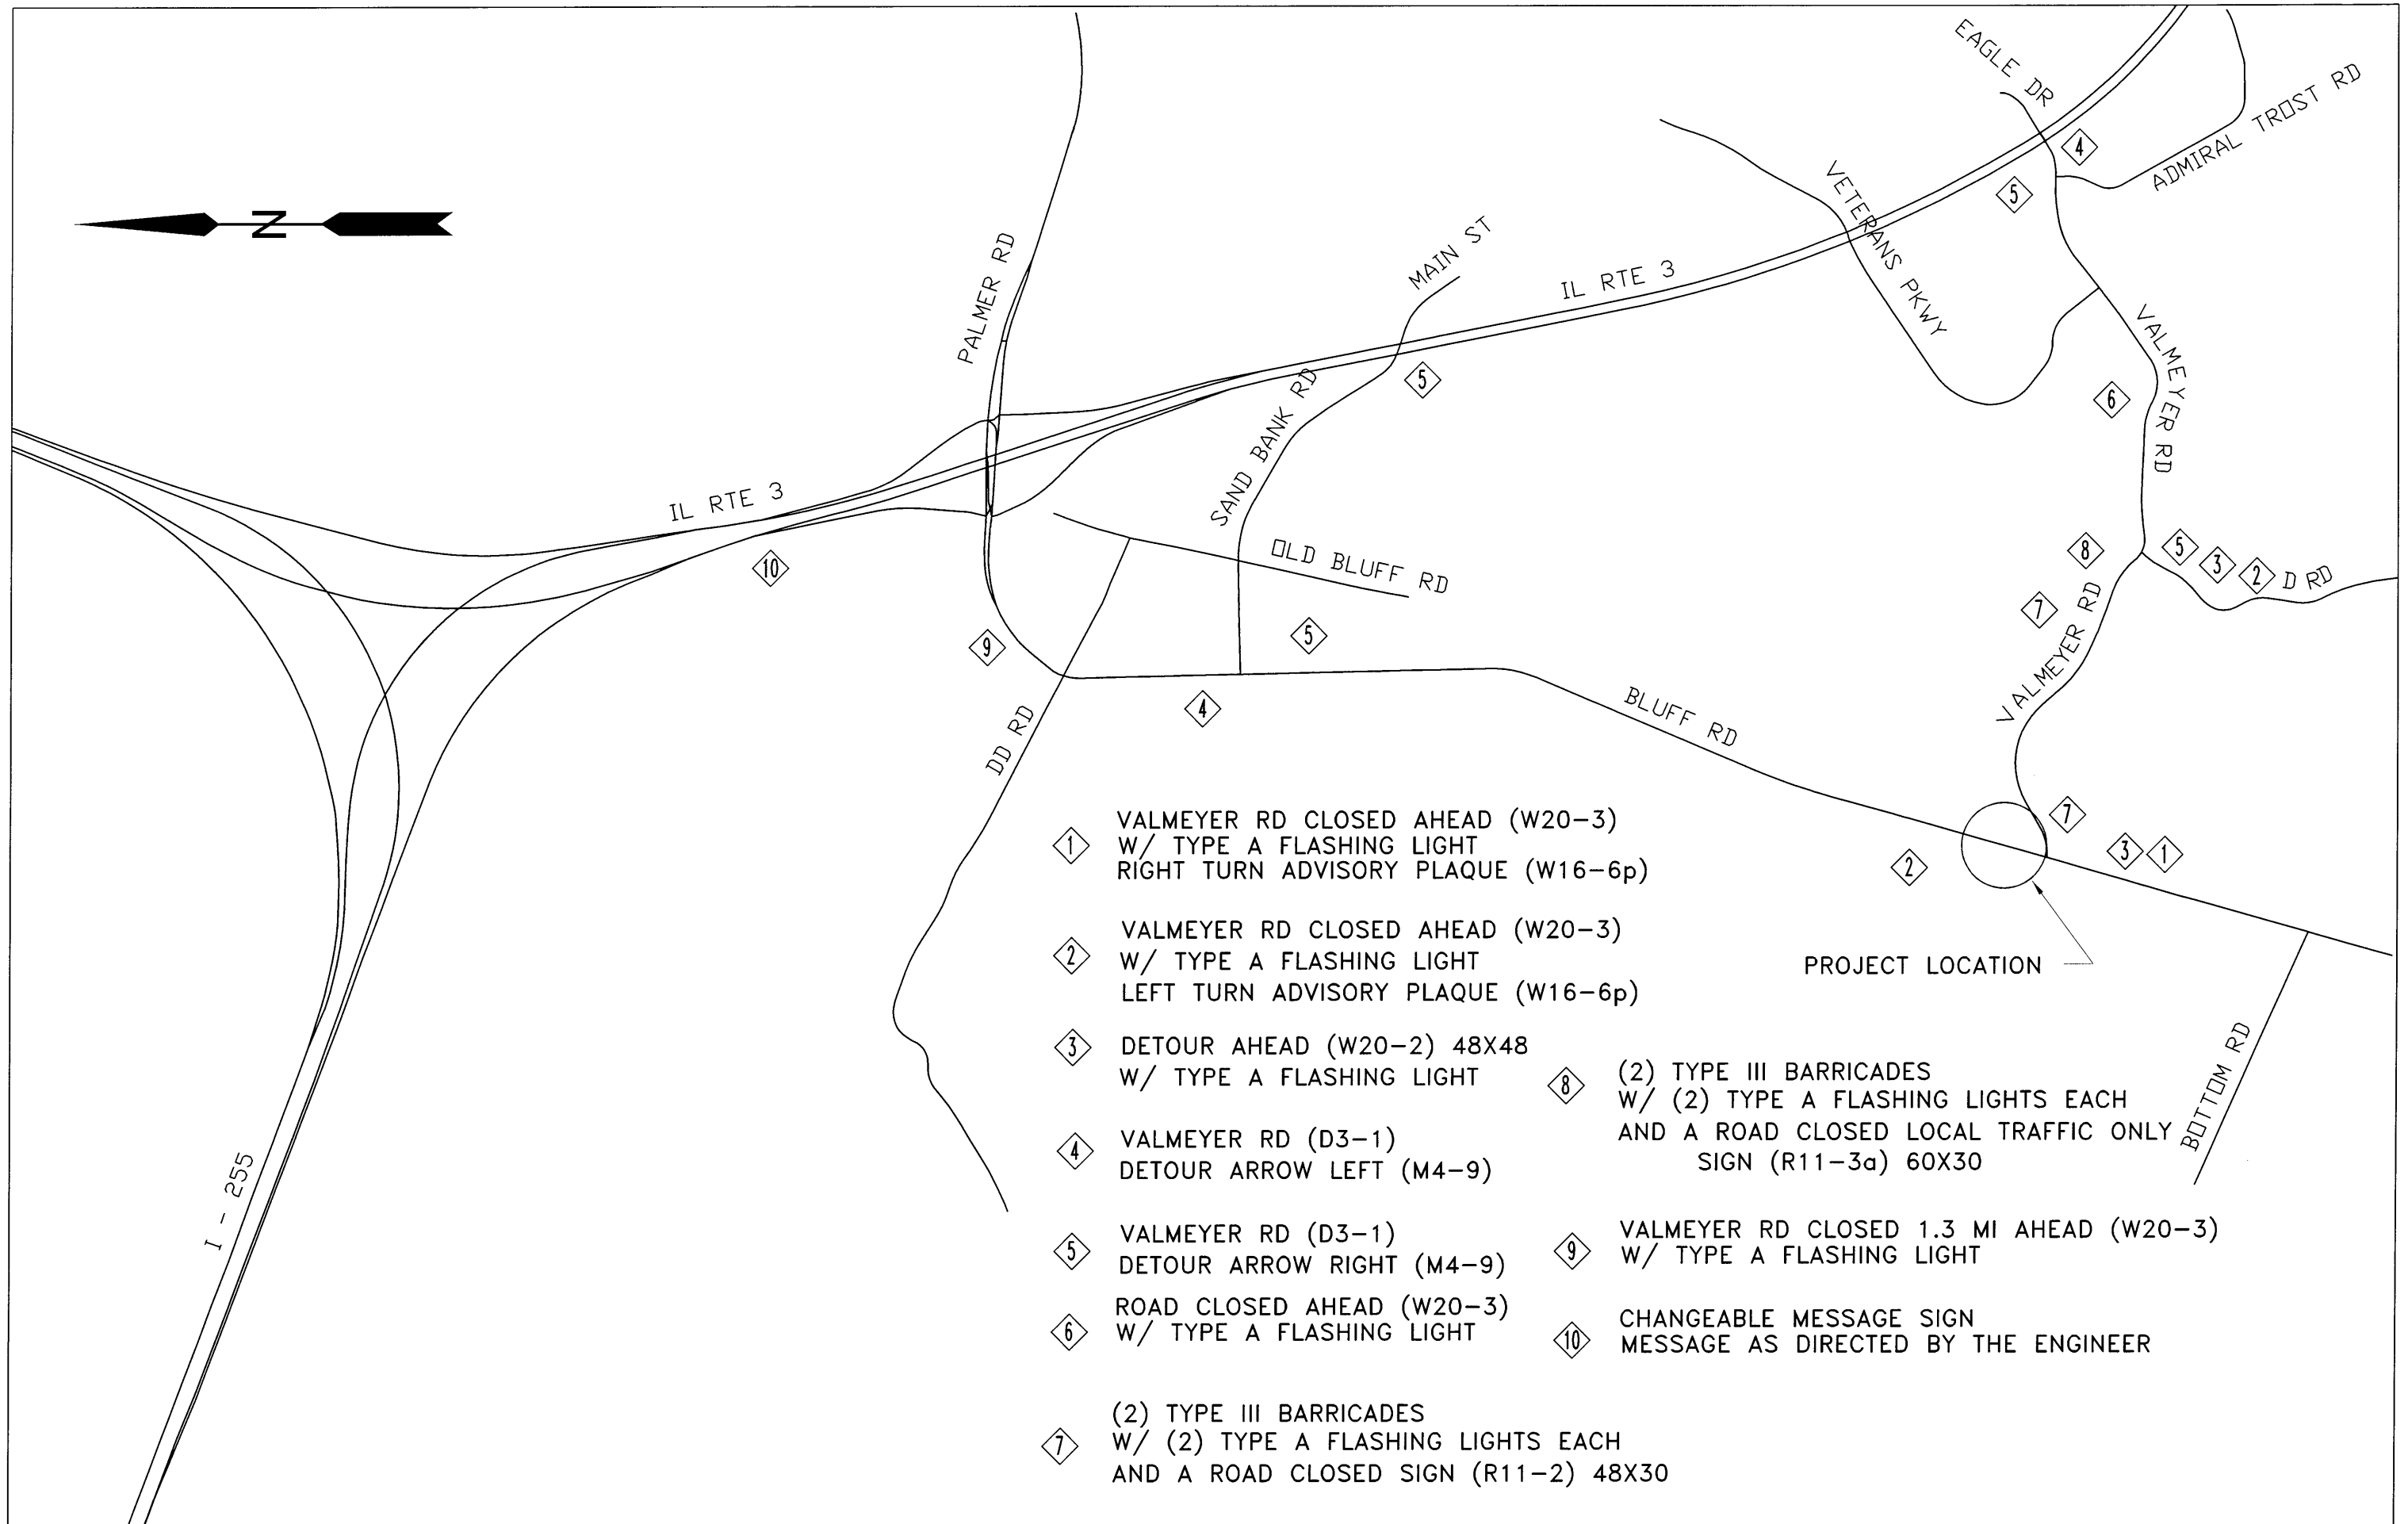 EAGLE DR
ADMIRAL TROST RD
4
5
VETERANS PKWY
N
PALMER RD
MAIN ST
IL RTE 3
VALMEYER RD
5
6
SAND BANK RD
IL RTE 3
10
OLD BLUFF RD
8
5
3
2
D RD
7
5
9
VALMEYER RD
4
BLUFF RD
DD RD
7
2
3
1
PROJECT LOCATION
BOTTOM RD
I - 255
1
VALMEYER RD CLOSED AHEAD (W20-3)
W/ TYPE A FLASHING LIGHT
RIGHT TURN ADVISORY PLAQUE (W16-6p)
2
VALMEYER RD CLOSED AHEAD (W20-3)
W/ TYPE A FLASHING LIGHT
LEFT TURN ADVISORY PLAQUE (W16-6p)
3
DETOUR AHEAD (W20-2) 48X48
W/ TYPE A FLASHING LIGHT
4
VALMEYER RD (D3-1)
DETOUR ARROW LEFT (M4-9)
5
VALMEYER RD (D3-1)
DETOUR ARROW RIGHT (M4-9)
6
ROAD CLOSED AHEAD (W20-3)
W/ TYPE A FLASHING LIGHT
7
(2) TYPE III BARRICADES
W/ (2) TYPE A FLASHING LIGHTS EACH
AND A ROAD CLOSED SIGN (R11-2) 48X30
8
(2) TYPE III BARRICADES
W/ (2) TYPE A FLASHING LIGHTS EACH
AND A ROAD CLOSED LOCAL TRAFFIC ONLY
SIGN (R11-3a) 60X30
9
VALMEYER RD CLOSED 1.3 MI AHEAD (W20-3)
W/ TYPE A FLASHING LIGHT
10
CHANGEABLE MESSAGE SIGN
MESSAGE AS DIRECTED BY THE ENGINEER